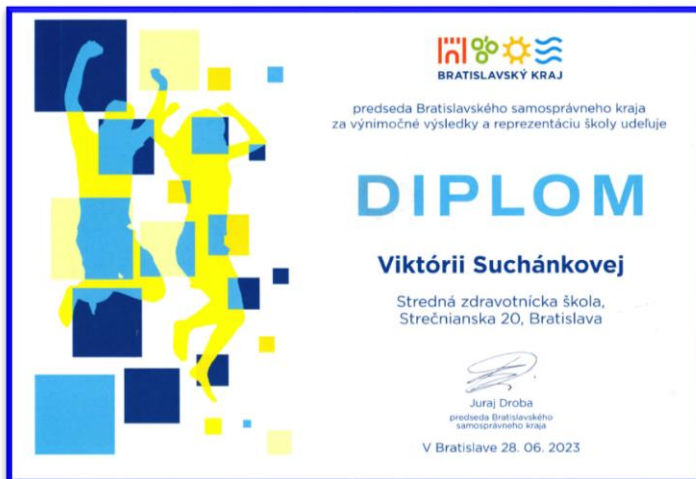 BRATISLAVSKÝ KRAJ
predseda Bratislavského samosprávneho kraja
za výnimočné výsledky a reprezentáciu školy udeľuje
DIPLOM
Viktórii Suchánkovej
Stredná zdravotnícka škola,
Strečnianska 20, Bratislava
Juraj Droba
predseda Bratislavského
samosprávneho kraja
V Bratislave 28. 06. 2023